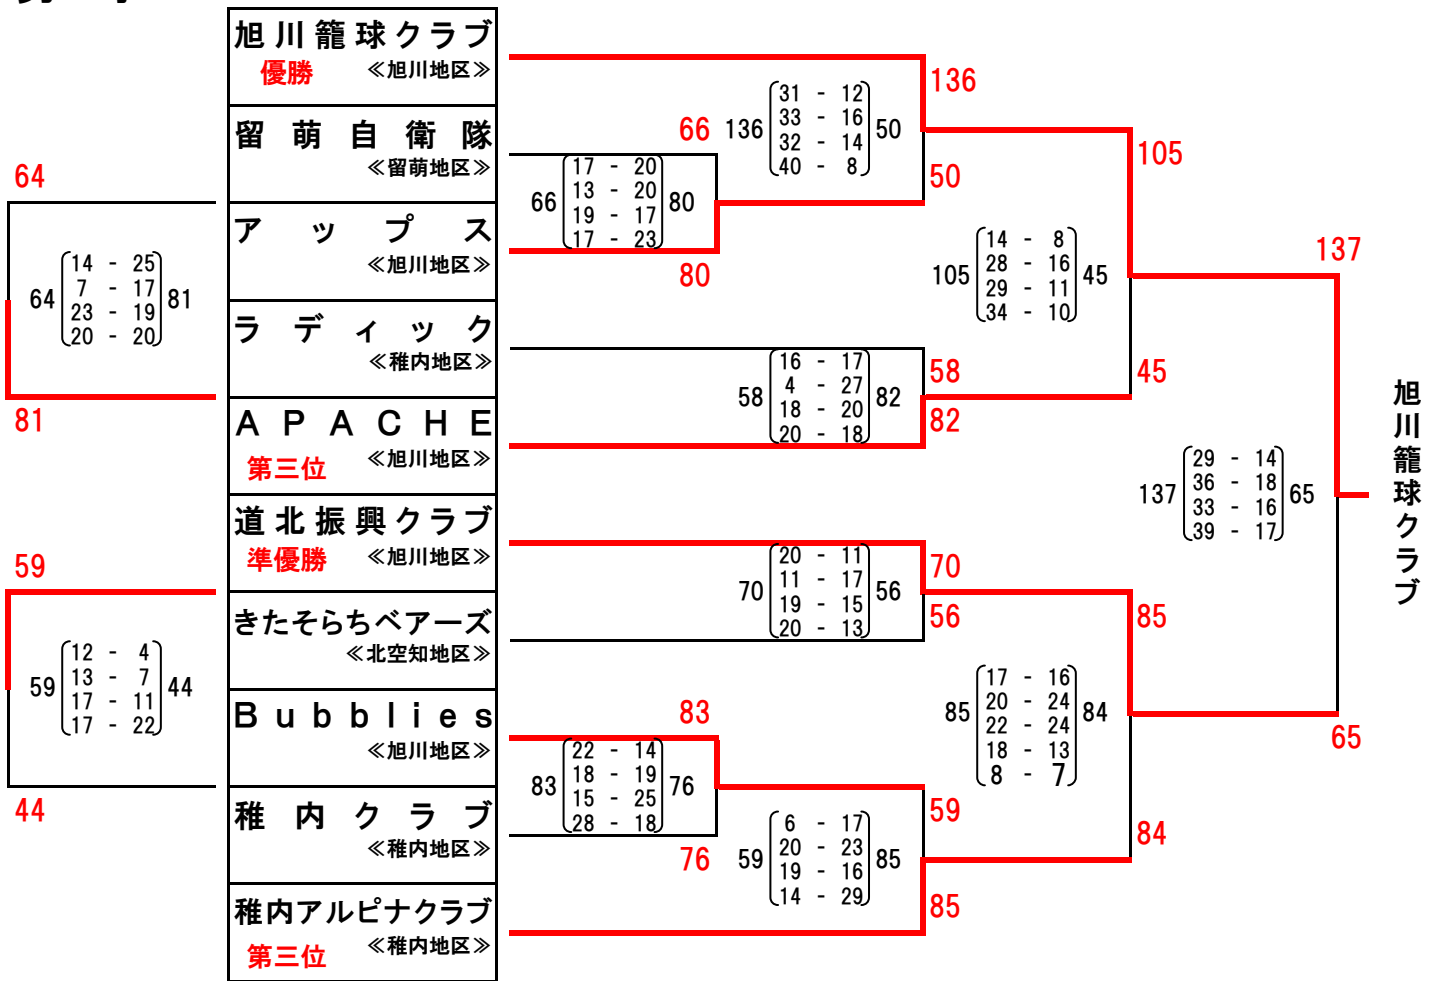 旭川籠球クラブ
優勝 ≪旭川地区≫
留萌自衛隊
≪留萌地区≫
アップス
≪旭川地区≫
ラディック
≪稚内地区≫
APACHE
第三位 ≪旭川地区≫
道北振興クラブ
準優勝 ≪旭川地区≫
きたそらちベアーズ
≪北空知地区≫
Bubblies
≪旭川地区≫
稚内クラブ
≪稚内地区≫
稚内アルピナクラブ
第三位 ≪稚内地区≫
64
14 - 25
7 - 17
64 81
23 - 19
20 - 20
81
59
12 - 4
13 - 7
59 44
17 - 11
17 - 22
44
66
17 - 20
13 - 20
66 80
19 - 17
17 - 23
80
83
22 - 14
18 - 19
83 76
15 - 25
28 - 18
76
136
31 - 12
33 - 16
136 50
32 - 14
40 - 8
50
16 - 17
58
4 - 27
58 82
18 - 20
82
20 - 18
20 - 11
70
11 - 17
70 56
19 - 15
56
20 - 13
59
6 - 17
20 - 23
59 85
19 - 16
14 - 29
85
105
14 - 8
28 - 16
105 45
29 - 11
34 - 10
45
85
17 - 16
20 - 24
85 84
22 - 24
18 - 13
8 - 7
84
137
29 - 14
36 - 18
137 65
33 - 16
39 - 17
65
旭川籠球クラブ